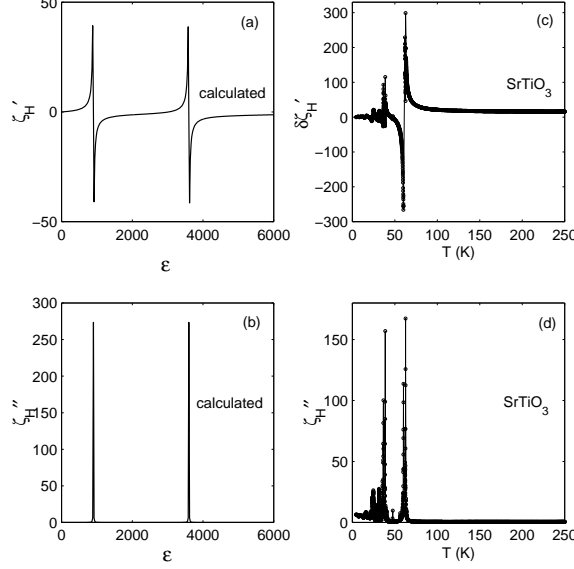 (a)
50
0
−50
0 2000 4000 6000
ζH′
ε
calculated
(c)
300
200
100
0
−100
−200
−300
0 50 100 150 200 250
δζH′
T (K)
SrTiO3
(b)
300
250
200
150
100
50
0
0 2000 4000 6000
ζH″
ε
calculated
(d)
150
100
50
0
0 50 100 150 200 250
ζH″
T (K)
SrTiO3